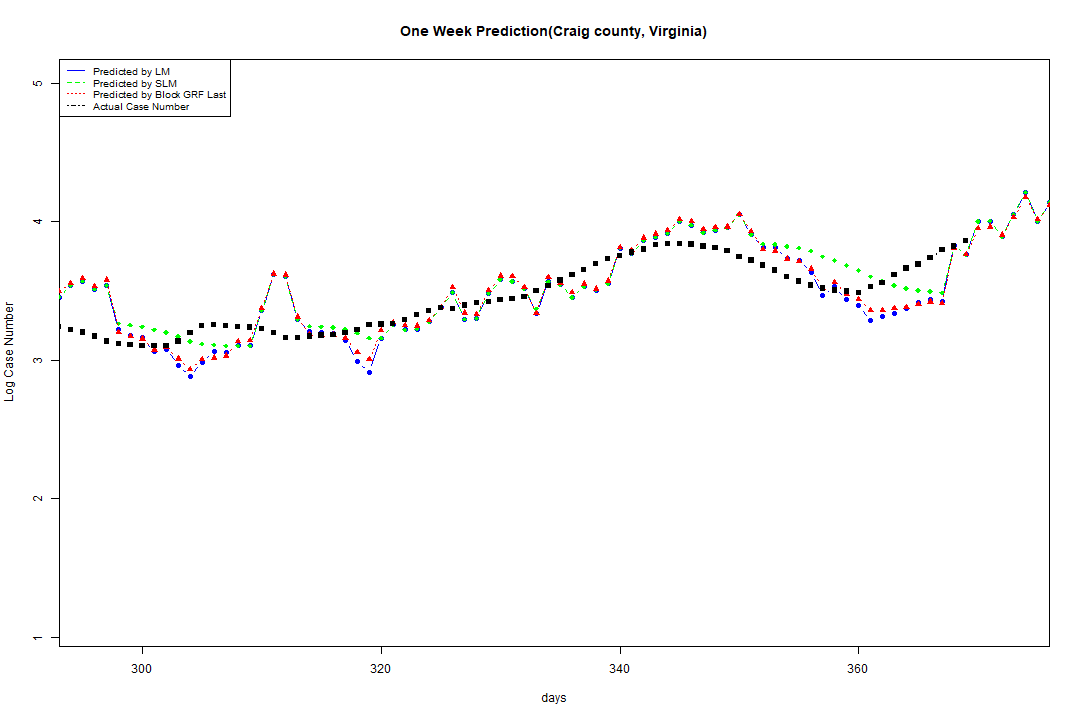 One Week Prediction(Craig county, Virginia)
Predicted by LM
Predicted by SLM
Predicted by Block GRF Last
Actual Case Number
5
4
3
2
1
Log Case Number
300 320 340 360
days